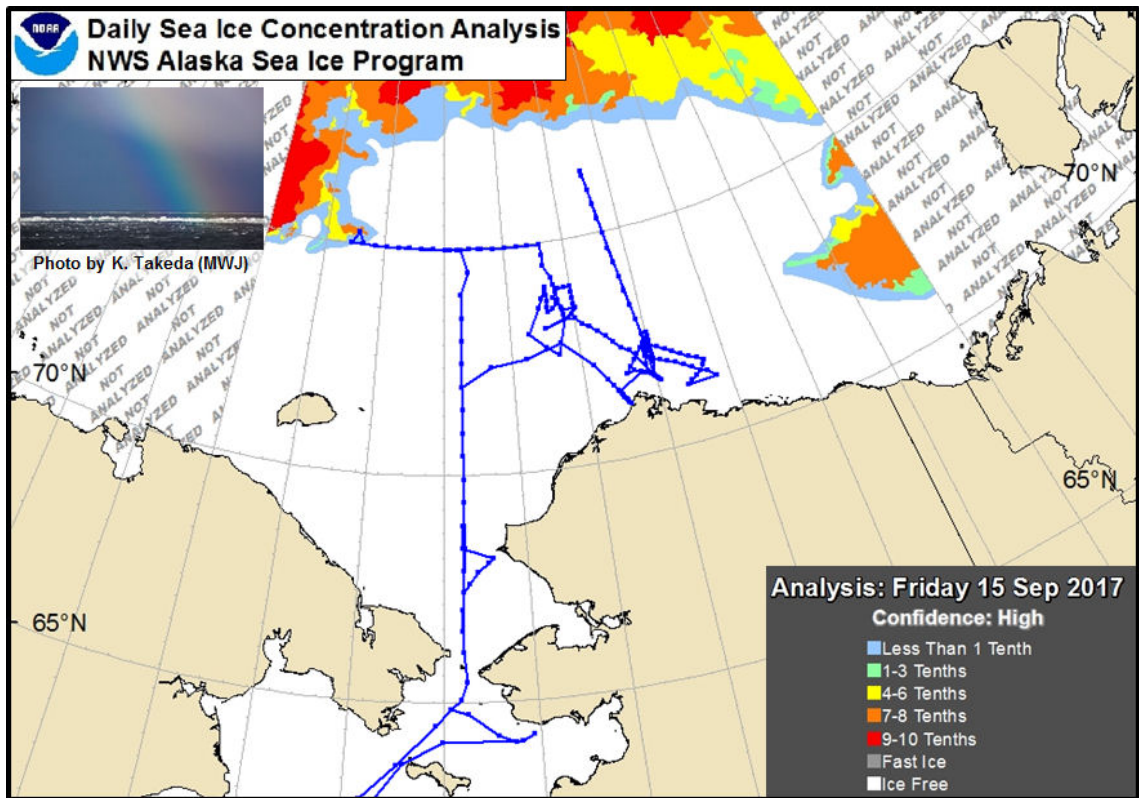 NOAA
Daily Sea Ice Concentration Analysis
NWS Alaska Sea Ice Program
Photo by K. Takeda (MWJ)
NOT
ANALYZED
70°N
70°N
65°N
65°N
Analysis: Friday 15 Sep 2017
Confidence: High
Less Than 1 Tenth
1-3 Tenths
4-6 Tenths
7-8 Tenths
9-10 Tenths
Fast Ice
Ice Free